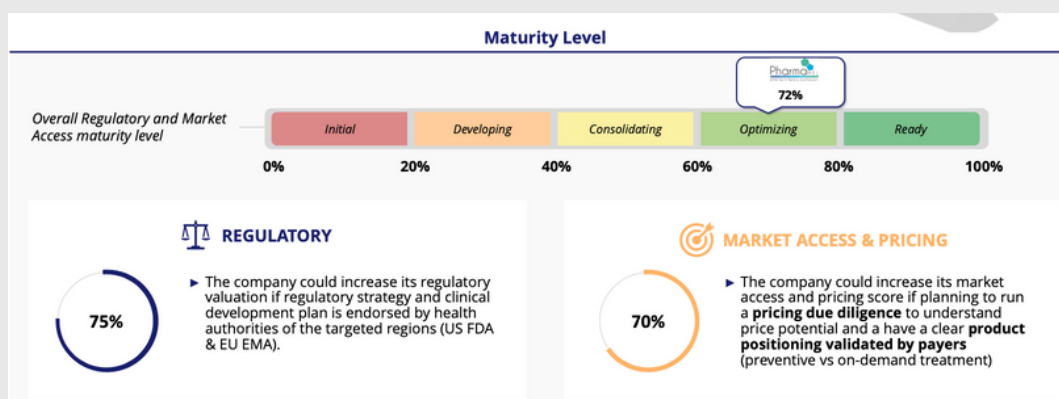 Maturity Level
Pharma
72%
Overall Regulatory and Market
Access maturity level
Initial
Developing
Consolidating
Optimizing
Ready
0%
20%
40%
60%
80%
100%
REGULATORY
75%
► The company could increase its regulatory
valuation if regulatory strategy and clinical
development plan is endorsed by health
authorities of the targeted regions (US FDA
& EU EMA).
MARKET ACCESS & PRICING
70%
► The company could increase its market
access and pricing score if planning to run
a pricing due diligence to understand
price potential and a have a clear product
positioning validated by payers
(preventive vs on-demand treatment)